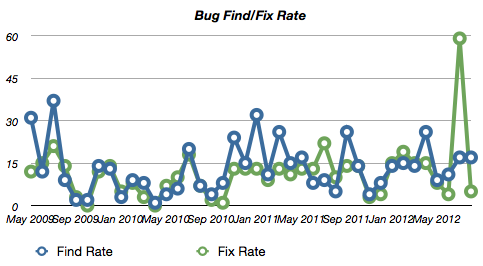 Bug Find/Fix Rate
60
45
30
15
0
May 2009 Sep 2009 Jan 2010 May 2010 Sep 2010 Jan 2011 May 2011 Sep 2011 Jan 2012 May 2012
Find Rate Fix Rate